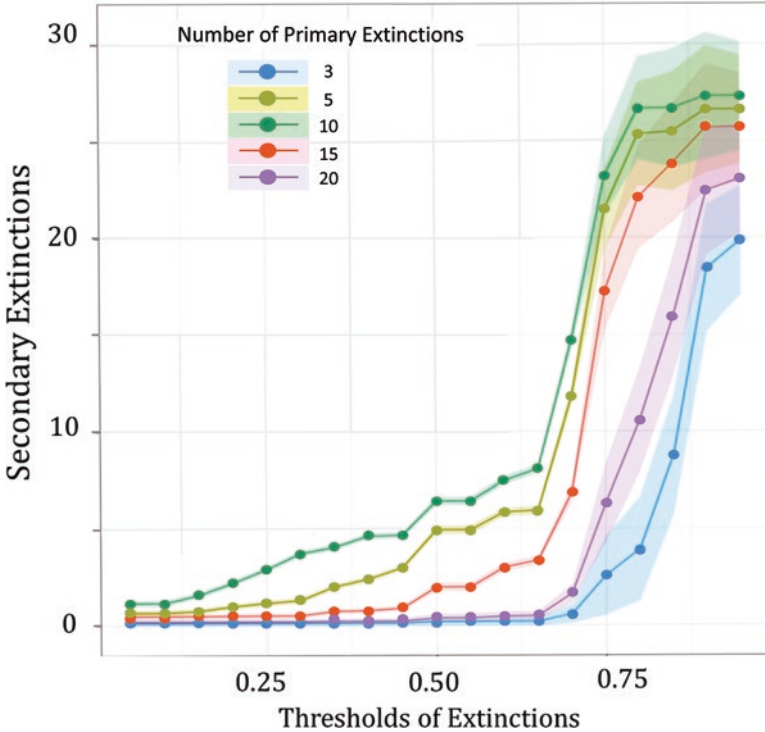 Number of Primary Extinctions
3
5
10
15
20
Secondary Extinctions
30
20
10
0
0.25 0.50 0.75
Thresholds of Extinctions